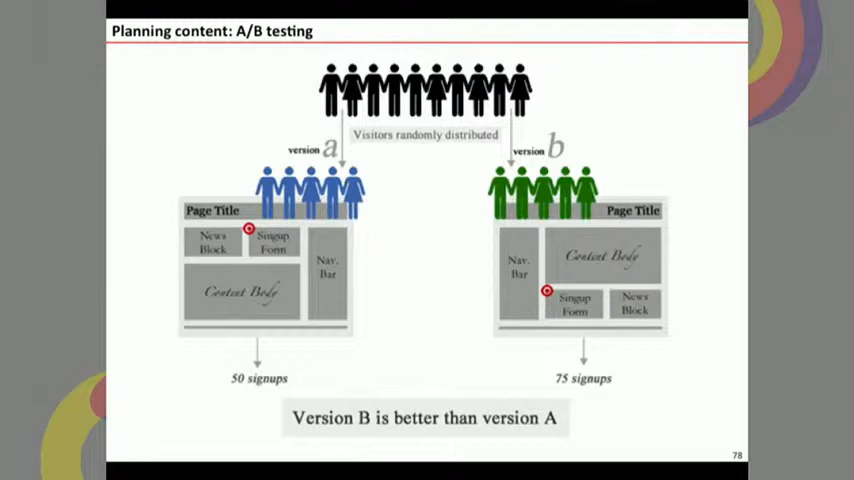 Planning content: A/B testing
Visitors randomly distributed
version a
version b
Page Title
News Block
Singup Form
Nav. Bar
Content Body
Page Title
Nav. Bar
Content Body
Singup Form
News Block
50 signups
75 signups
Version B is better than version A
78